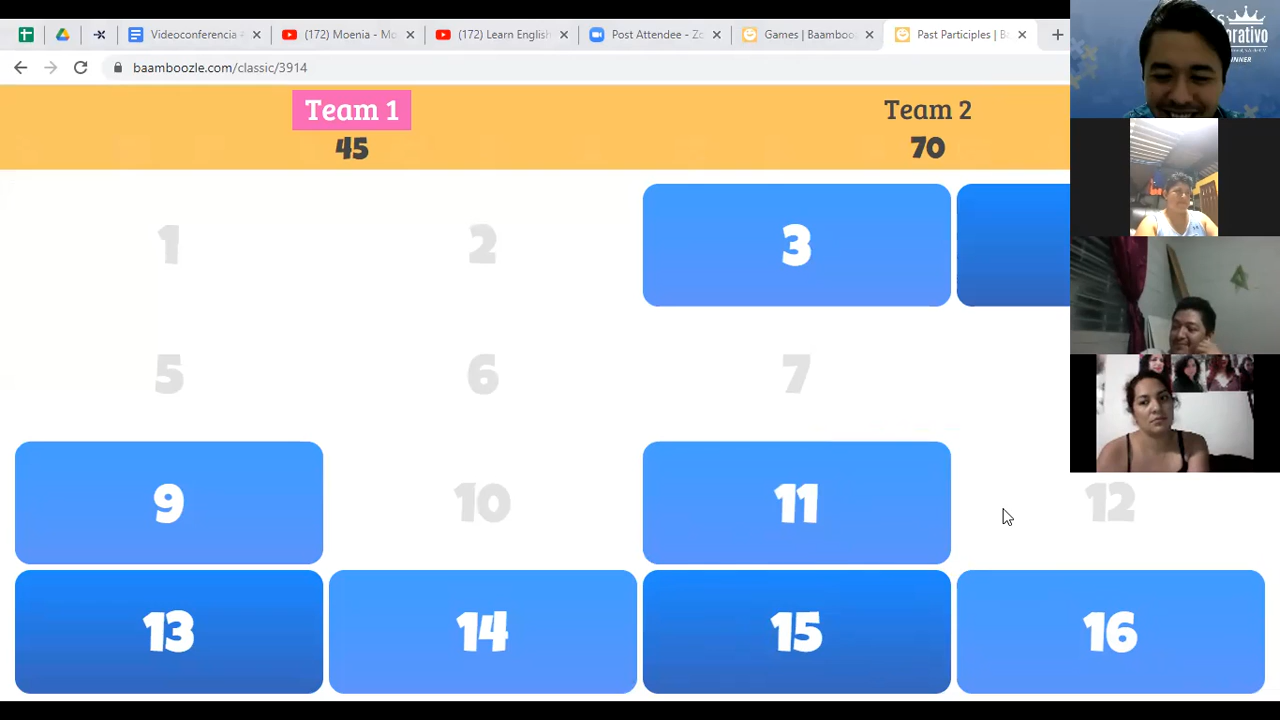 Videoconferencia
(172) Moenia - Mo
(172) Learn English
Post Attendee - Zo
Games | Baamboo
Past Participles | B
baamboozle.com/classic/3914
Team 1
45
Team 2
70
1
2
3
5
6
7
9
10
11
12
13
14
15
16